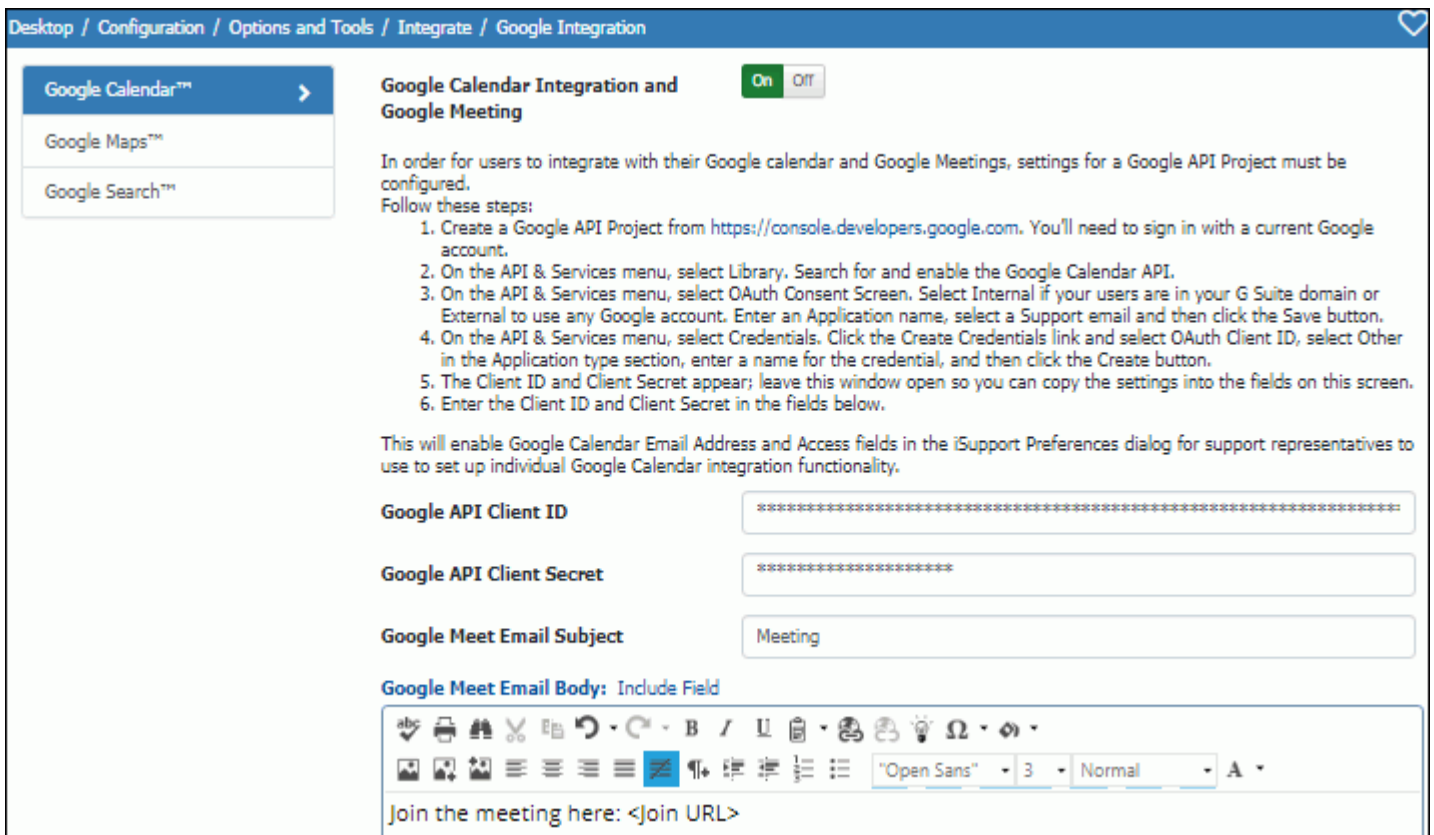 Desktop / Configuration / Options and Tools / Integrate / Google Integration
Google Calendar™
Google Maps™
Google Search™
Google Calendar Integration and
Google Meeting
On Off
In order for users to integrate with their Google calendar and Google Meetings, settings for a Google API Project must be
configured.
Follow these steps:
1. Create a Google API Project from https://console.developers.google.com. You'll need to sign in with a current Google
account.
2. On the API & Services menu, select Library. Search for and enable the Google Calendar API.
3. On the API & Services menu, select OAuth Consent Screen. Select Internal if your users are in your G Suite domain or
External to use any Google account. Enter an Application name, select a Support email and then click the Save button.
4. On the API & Services menu, select Credentials. Click the Create Credentials link and select OAuth Client ID, select Other
in the Application type section, enter a name for the credential, and then click the Create button.
5. The Client ID and Client Secret appear; leave this window open so you can copy the settings into the fields on this screen.
6. Enter the Client ID and Client Secret in the fields below.
This will enable Google Calendar Email Address and Access fields in the iSupport Preferences dialog for support representatives to
use to set up individual Google Calendar integration functionality.
Google API Client ID
Google API Client Secret
Google Meet Email Subject Meeting
Google Meet Email Body: Include Field
abc B I U Ω
"Open Sans" 3 Normal A
Join the meeting here: <Join URL>